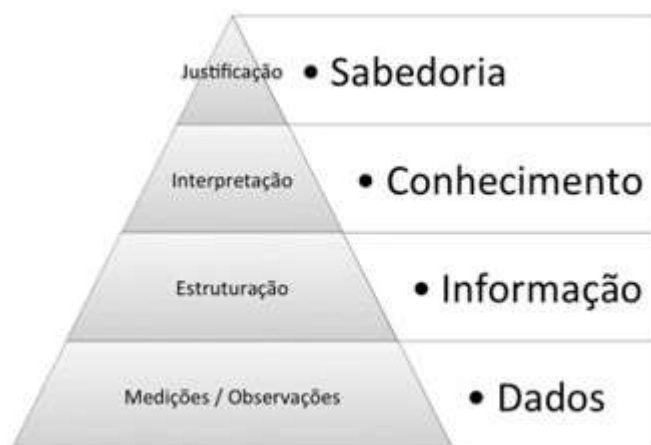 Justificação • Sabedoria
Interpretação • Conhecimento
Estruturação • Informação
Medições / Observações • Dados